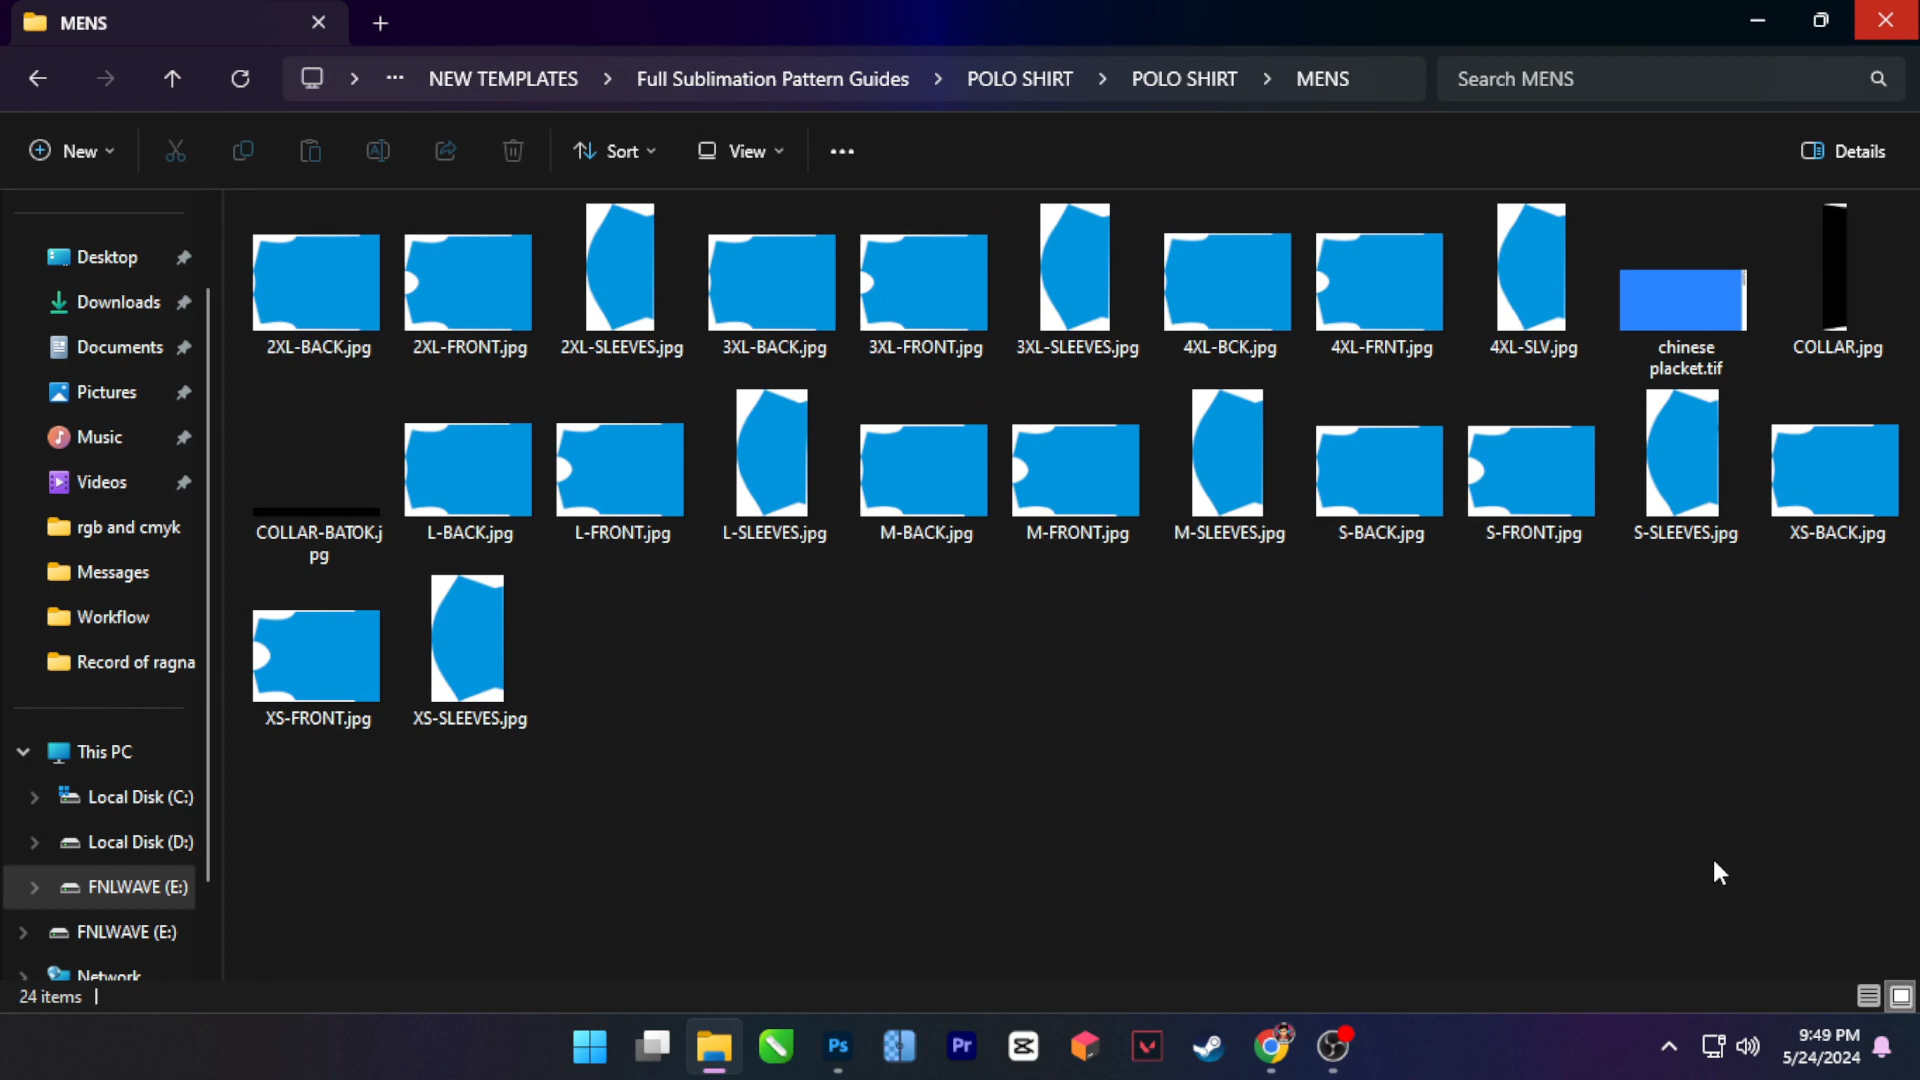 MENS
NEW TEMPLATES
Full Sublimation Pattern Guides
POLO SHIRT
POLO SHIRT
MENS
Search MENS
New
Sort
View
Details
Desktop
Downloads
Documents
Pictures
Music
Videos
rgb and cmyk
Messages
Workflow
Record of ragna
This PC
Local Disk (C:)
Local Disk (D:)
FNLWAVE (E:)
FNLWAVE (E:)
Network
2XL-BACK.jpg
2XL-FRONT.jpg
2XL-SLEEVES.jpg
3XL-BACK.jpg
3XL-FRONT.jpg
3XL-SLEEVES.jpg
4XL-BCK.jpg
4XL-FRNT.jpg
4XL-SLV.jpg
chinese
placket.tif
COLLAR.jpg
COLLAR-BATOK.j
pg
L-BACK.jpg
L-FRONT.jpg
L-SLEEVES.jpg
M-BACK.jpg
M-FRONT.jpg
M-SLEEVES.jpg
S-BACK.jpg
S-FRONT.jpg
S-SLEEVES.jpg
XS-BACK.jpg
XS-FRONT.jpg
XS-SLEEVES.jpg
24 items
Ps
Pr
9:49 PM
5/24/2024